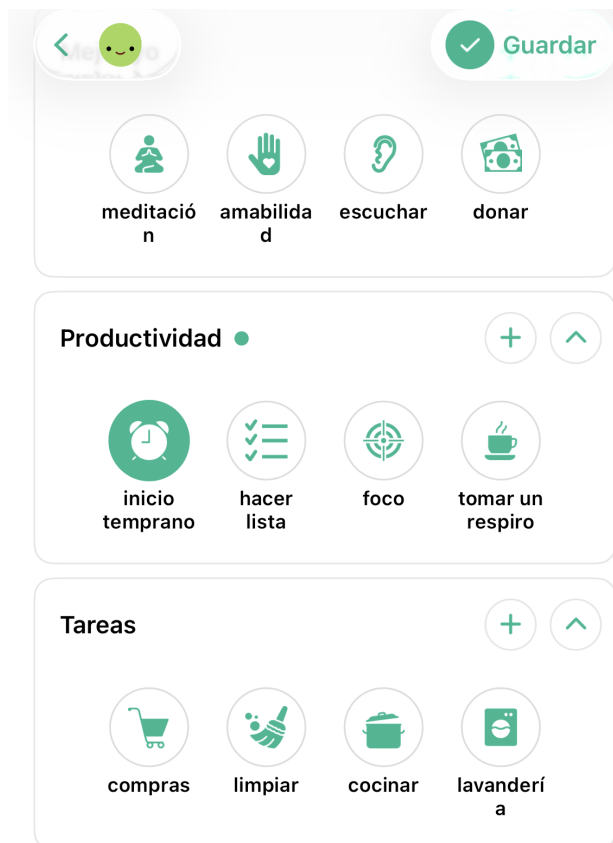 Guardar
meditació
n
amabilida
d
escuchar
donar
Productividad
inicio
temprano
hacer
lista
foco
tomar un
respiro
Tareas
compras
limpiar
cocinar
lavanderí
a